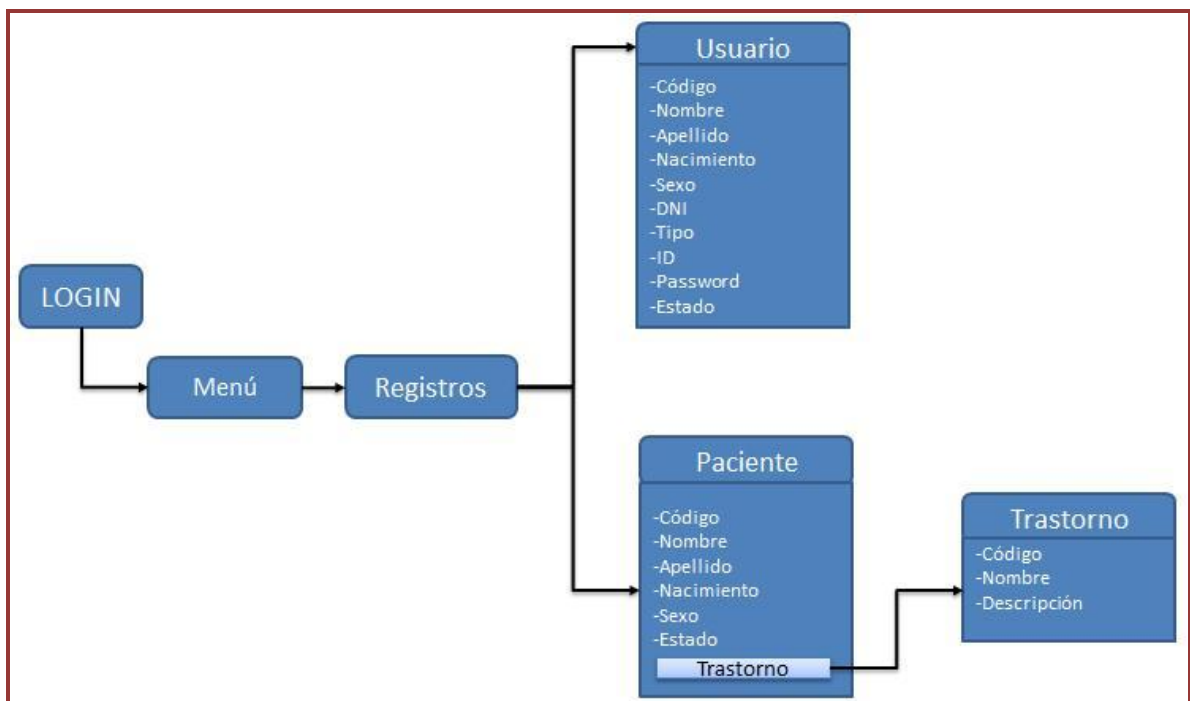 LOGIN
Menú
Registros
Usuario
-Código
-Nombre
-Apellido
-Nacimiento
-Sexo
-DNI
-Tipo
-ID
-Password
-Estado
Paciente
-Código
-Nombre
-Apellido
-Nacimiento
-Sexo
-Estado
Trastorno
Trastorno
-Código
-Nombre
-Descripción